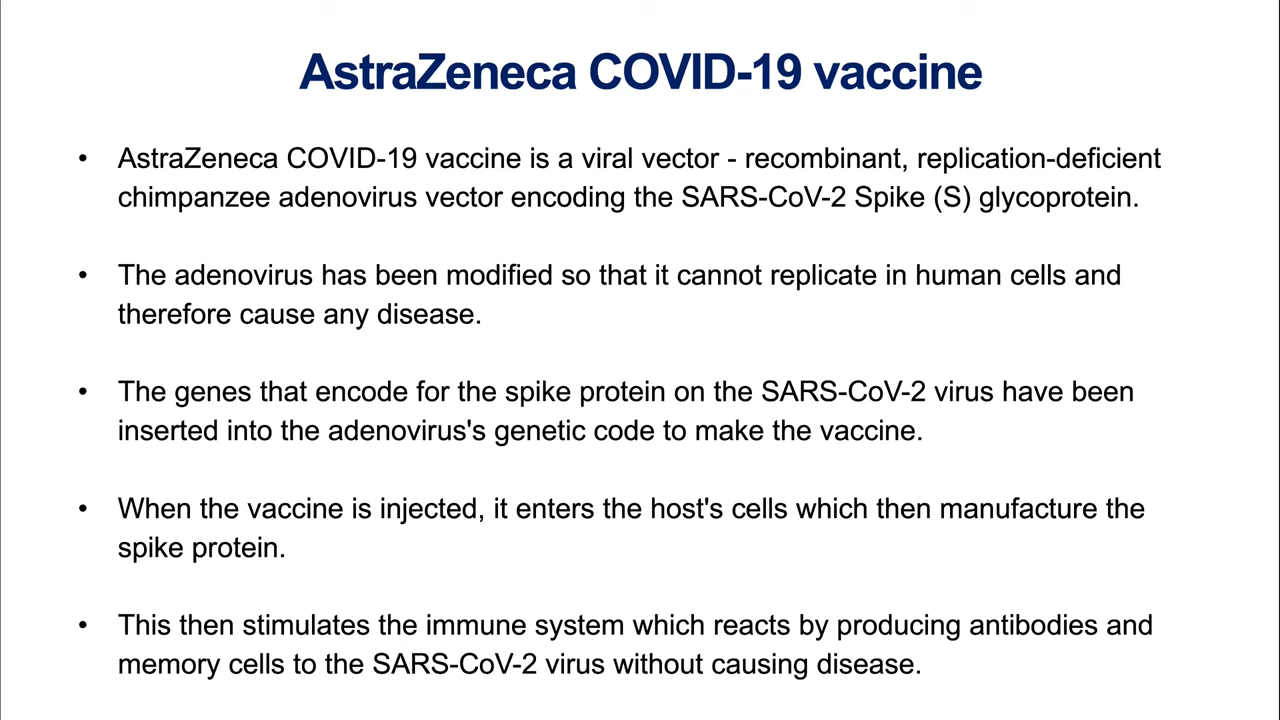 AstraZeneca COVID-19 vaccine
• AstraZeneca COVID-19 vaccine is a viral vector - recombinant, replication-deficient
chimpanzee adenovirus vector encoding the SARS-CoV-2 Spike (S) glycoprotein.
• The adenovirus has been modified so that it cannot replicate in human cells and
therefore cause any disease.
• The genes that encode for the spike protein on the SARS-CoV-2 virus have been
inserted into the adenovirus's genetic code to make the vaccine.
• When the vaccine is injected, it enters the host's cells which then manufacture the
spike protein.
• This then stimulates the immune system which reacts by producing antibodies and
memory cells to the SARS-CoV-2 virus without causing disease.